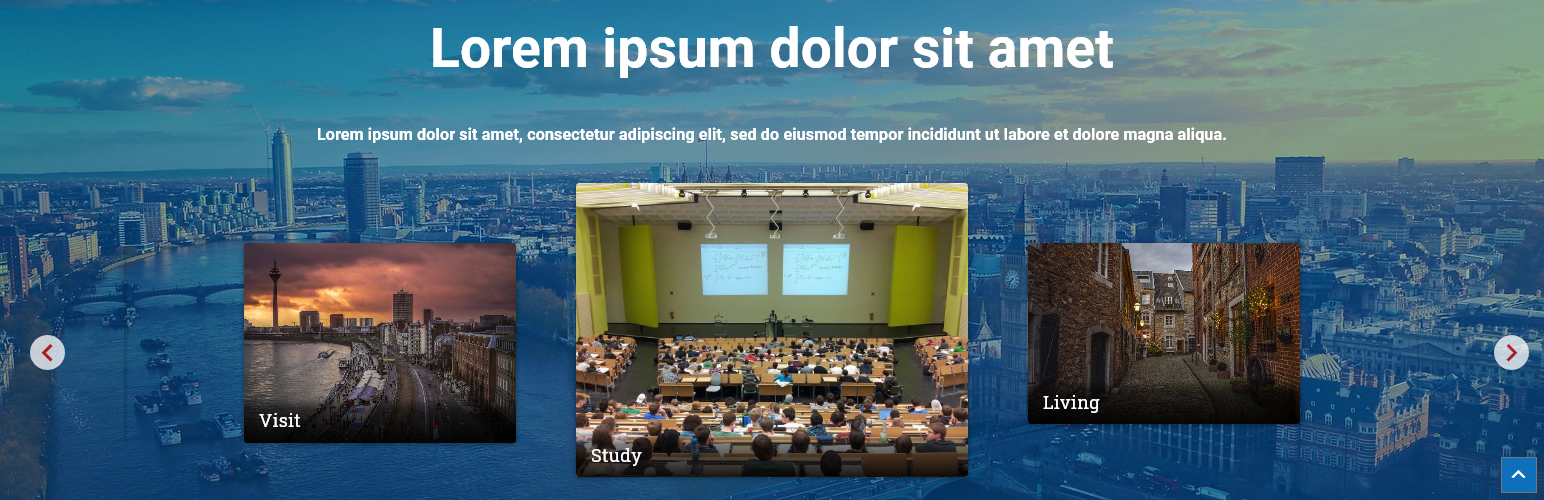 Lorem ipsum dolor sit amet
Lorem ipsum dolor sit amet, consectetur adipiscing elit, sed do eiusmod tempor incididunt ut labore et dolore magna aliqua.
Visit
Study
Living